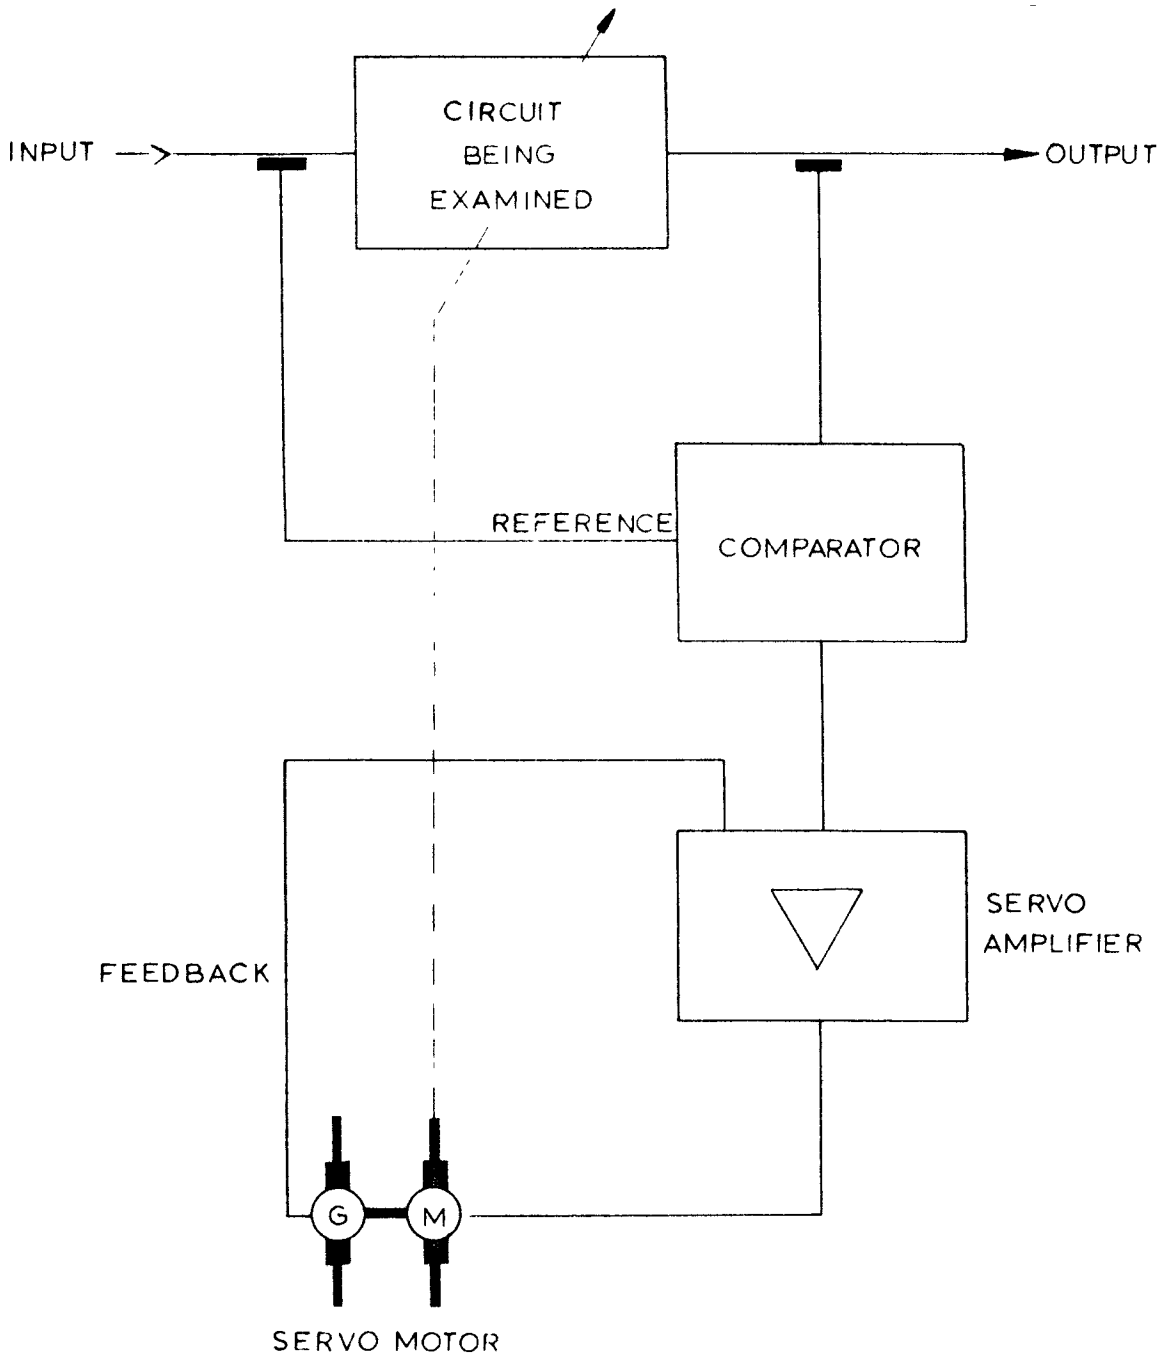 CIRCUIT
BEING
EXAMINED
INPUT
OUTPUT
REFERENCE
COMPARATOR
SERVO
AMPLIFIER
FEEDBACK
G
M
SERVO MOTOR